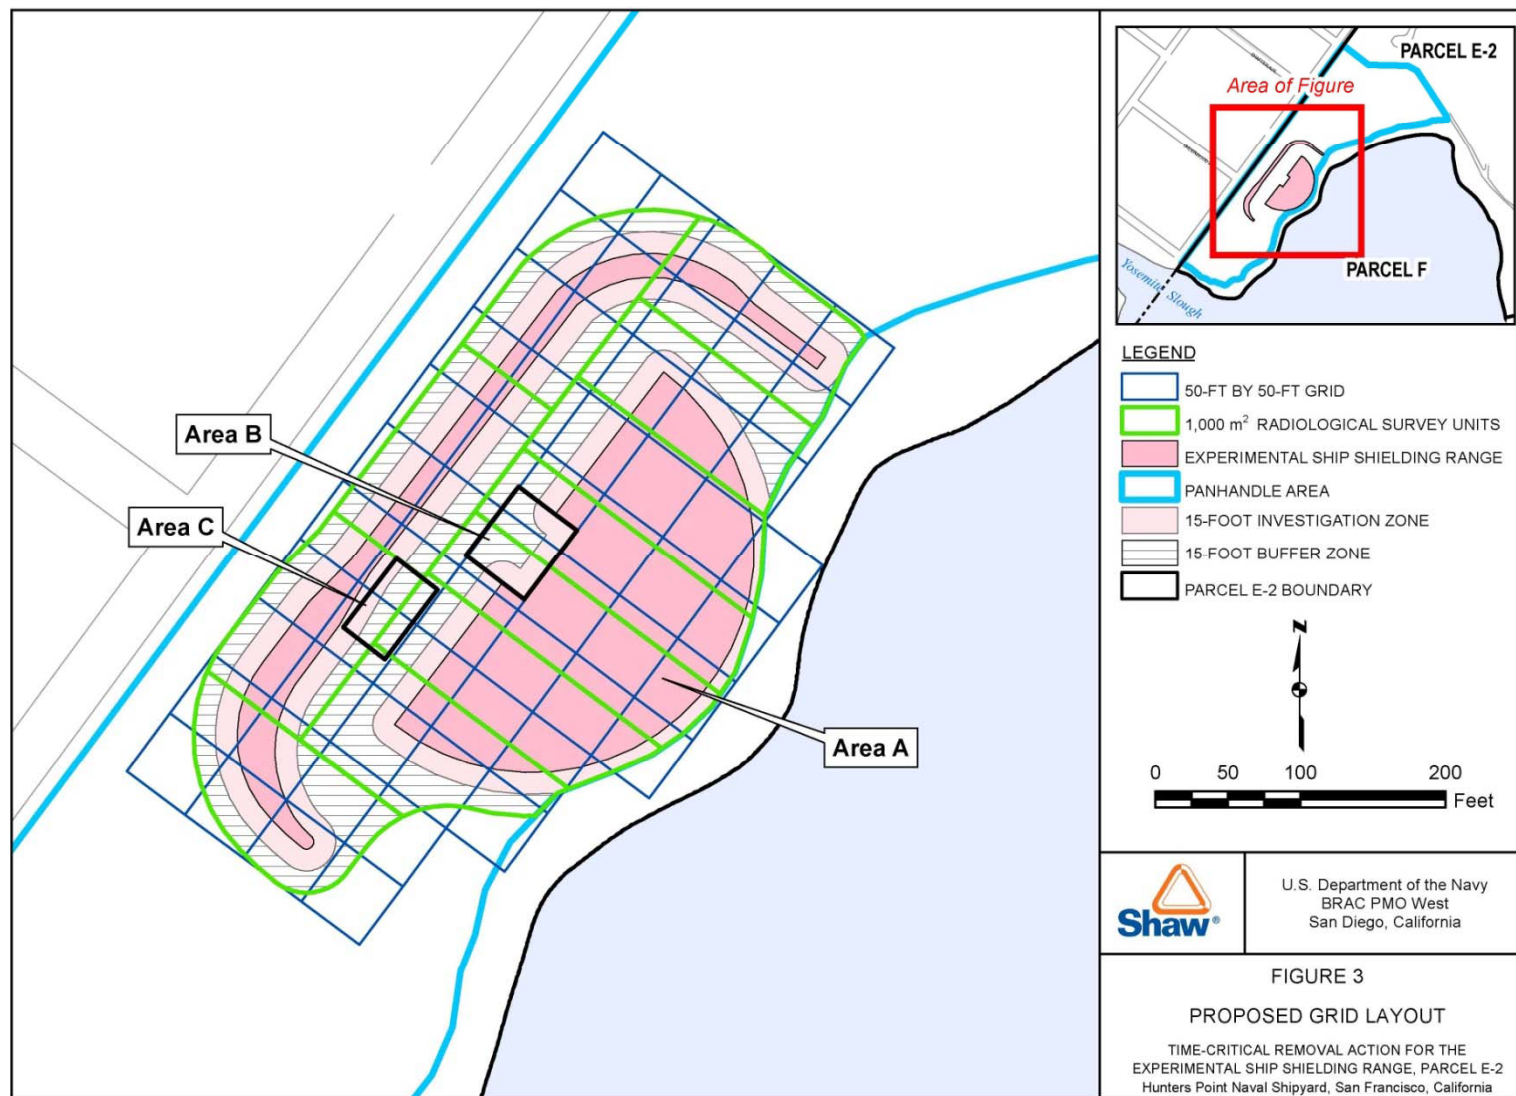 Area B
Area C
Area A
PARCEL E-2
Area of Figure
PARCEL F
Yosemite Slough
LEGEND
50-FT BY 50-FT GRID
1,000 m² RADIOLOGICAL SURVEY UNITS
EXPERIMENTAL SHIP SHIELDING RANGE
PANHANDLE AREA
15-FOOT INVESTIGATION ZONE
15-FOOT BUFFER ZONE
PARCEL E-2 BOUNDARY
N
0 50 100 200
Feet
Shaw®
U.S. Department of the Navy
BRAC PMO West
San Diego, California
FIGURE 3
PROPOSED GRID LAYOUT
TIME-CRITICAL REMOVAL ACTION FOR THE
EXPERIMENTAL SHIP SHIELDING RANGE, PARCEL E-2
Hunters Point Naval Shipyard, San Francisco, California